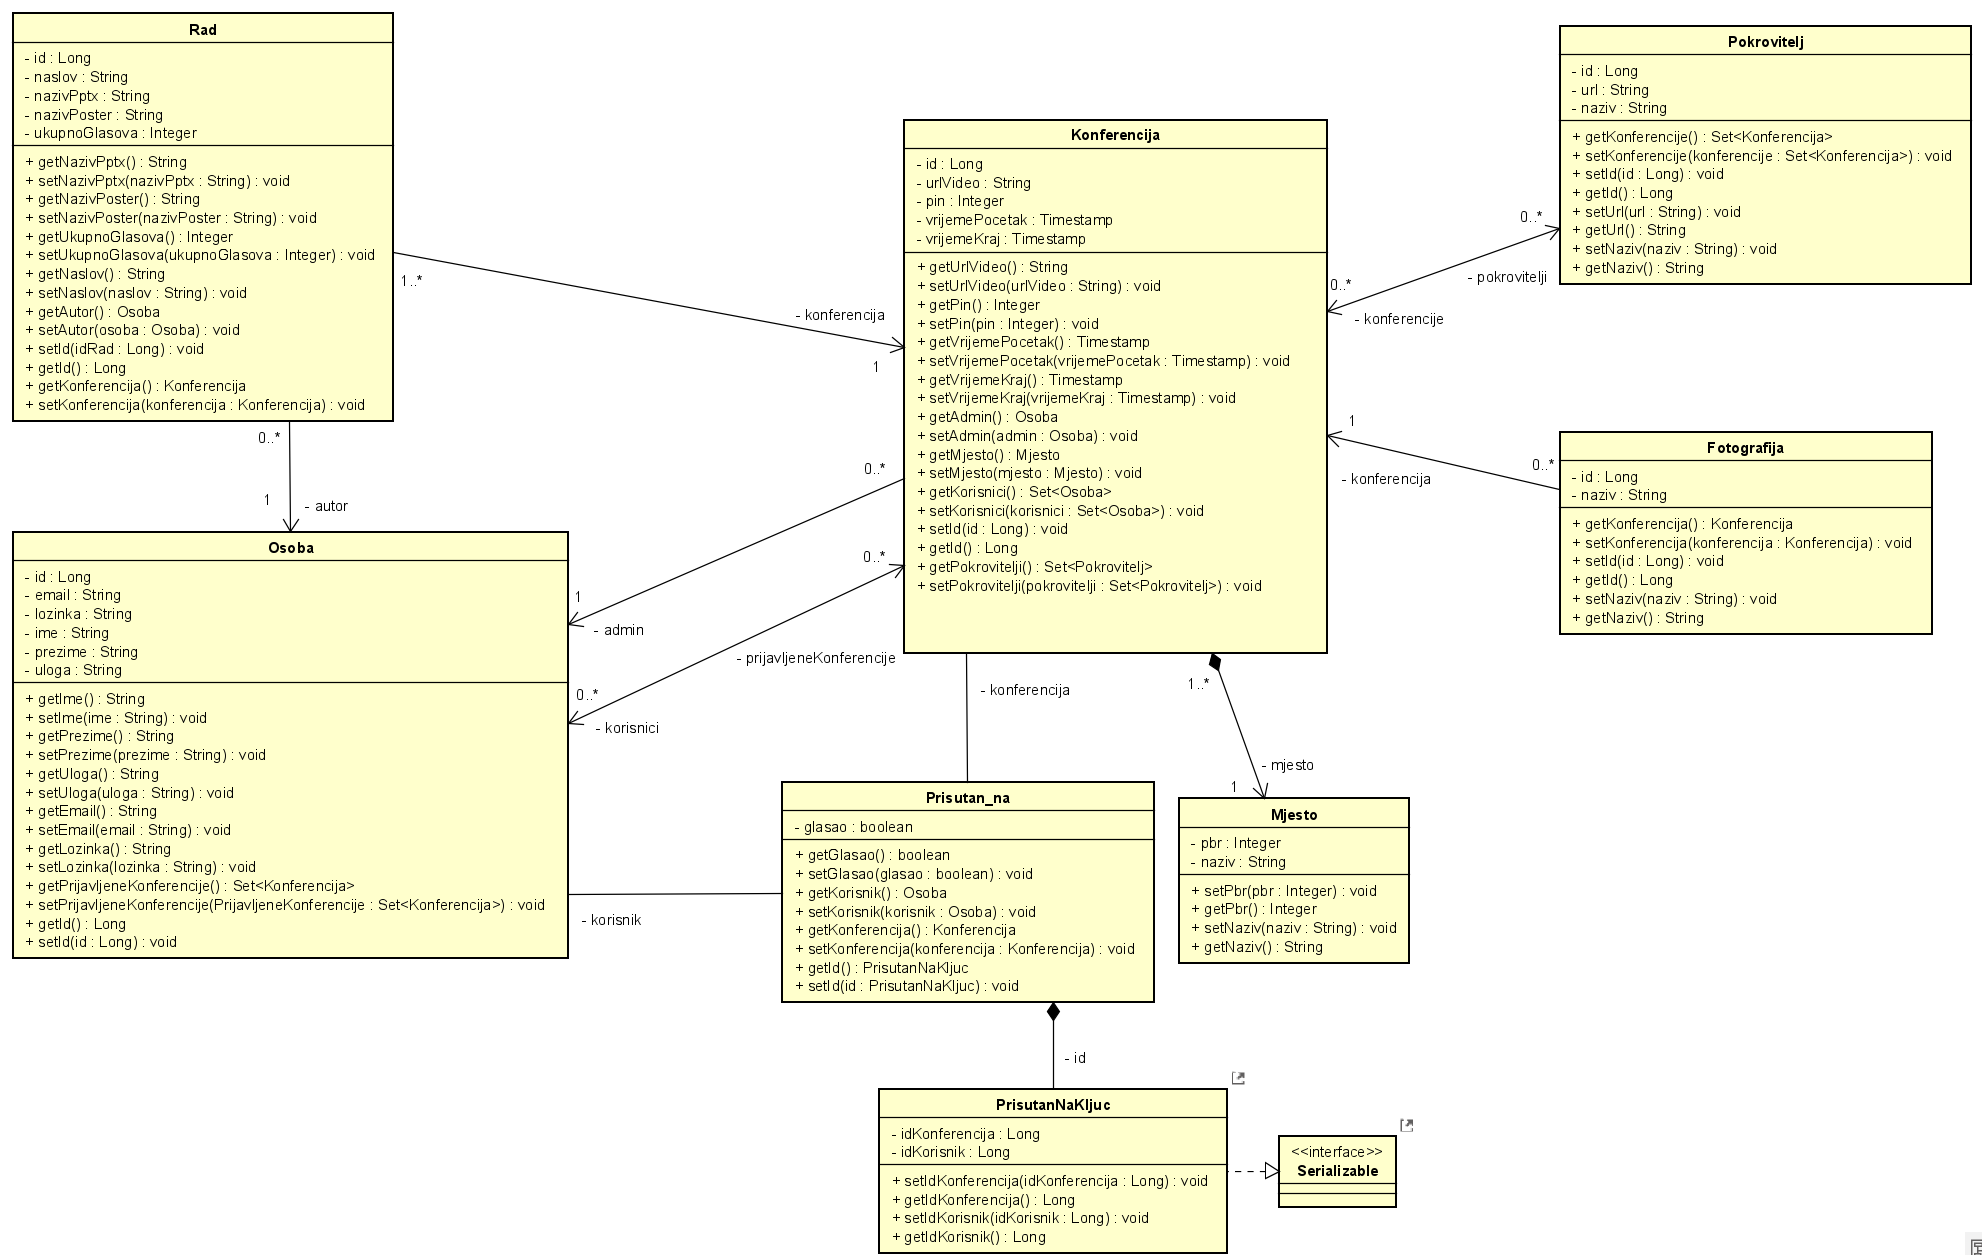 Rad
- id : Long
- naslov : String
- nazivPptx : String
- nazivPoster : String
- ukupnoGlasova : Integer
+ getNazivPptx() : String
+ setNazivPptx(nazivPptx : String) : void
+ getNazivPoster() : String
+ setNazivPoster(nazivPoster : String) : void
+ getUkupnoGlasova() : Integer
+ setUkupnoGlasova(ukupnoGlasova : Integer) : void
+ getNaslov() : String
+ setNaslov(naslov : String) : void
+ getAutor() : Osoba
+ setAutor(osoba : Osoba) : void
+ setId(idRad : Long) : void
+ getId() : Long
+ getKonferencija() : Konferencija
+ setKonferencija(konferencija : Konferencija) : void
1..*
- konferencija
1
0..*
1
- autor
Osoba
- id : Long
- email : String
- lozinka : String
- ime : String
- prezime : String
- uloga : String
+ getIme() : String
+ setIme(ime : String) : void
+ getPrezime() : String
+ setPrezime(prezime : String) : void
+ getUloga() : String
+ setUloga(uloga : String) : void
+ getEmail() : String
+ setEmail(email : String) : void
+ getLozinka() : String
+ setLozinka(lozinka : String) : void
+ getPrijavljeneKonferencije() : Set<Konferencija>
+ setPrijavljeneKonferencije(PrijavljeneKonferencije : Set<Konferencija>) : void
+ getId() : Long
+ setId(id : Long) : void
0..*
1
- admin
0..*
- prijavljeneKonferencije
0..*
- korisnici
- korisnik
Konferencija
- id : Long
- urlVideo : String
- pin : Integer
- vrijemePocetak : Timestamp
- vrijemeKraj : Timestamp
+ getUrlVideo() : String
+ setUrlVideo(urlVideo : String) : void
+ getPin() : Integer
+ setPin(pin : Integer) : void
+ getVrijemePocetak() : Timestamp
+ setVrijemePocetak(vrijemePocetak : Timestamp) : void
+ getVrijemeKraj() : Timestamp
+ setVrijemeKraj(vrijemeKraj : Timestamp) : void
+ getAdmin() : Osoba
+ setAdmin(admin : Osoba) : void
+ getMjesto() : Mjesto
+ setMjesto(mjesto : Mjesto) : void
+ getKorisnici() : Set<Osoba>
+ setKorisnici(korisnici : Set<Osoba>) : void
+ setId(id : Long) : void
+ getId() : Long
+ getPokrovitelji() : Set<Pokrovitelj>
+ setPokrovitelji(pokrovitelji : Set<Pokrovitelj>) : void
- konferencija
1..*
- mjesto
1
Pokrovitelj
- id : Long
- url : String
- naziv : String
+ getKonferencije() : Set<Konferencija>
+ setKonferencije(konferencije : Set<Konferencija>) : void
+ setId(id : Long) : void
+ getId() : Long
+ setUrl(url : String) : void
+ getUrl() : String
+ setNaziv(naziv : String) : void
+ getNaziv() : String
0..*
- pokrovitelji
0..*
- konferencije
Fotografija
- id : Long
- naziv : String
+ getKonferencija() : Konferencija
+ setKonferencija(konferencija : Konferencija) : void
+ setId(id : Long) : void
+ getId() : Long
+ setNaziv(naziv : String) : void
+ getNaziv() : String
1
0..*
- konferencija
Prisutan_na
- glasao : boolean
+ getGlasao() : boolean
+ setGlasao(glasao : boolean) : void
+ getKorisnik() : Osoba
+ setKorisnik(korisnik : Osoba) : void
+ getKonferencija() : Konferencija
+ setKonferencija(konferencija : Konferencija) : void
+ getId() : PrisutanNaKljuc
+ setId(id : PrisutanNaKljuc) : void
- id
Mjesto
- pbr : Integer
- naziv : String
+ setPbr(pbr : Integer) : void
+ getPbr() : Integer
+ setNaziv(naziv : String) : void
+ getNaziv() : String
PrisutanNaKljuc
- idKonferencija : Long
- idKorisnik : Long
+ setIdKonferencija(idKonferencija : Long) : void
+ getIdKonferencija() : Long
+ setIdKorisnik(idKorisnik : Long) : void
+ getIdKorisnik() : Long
<<interface>>
Serializable